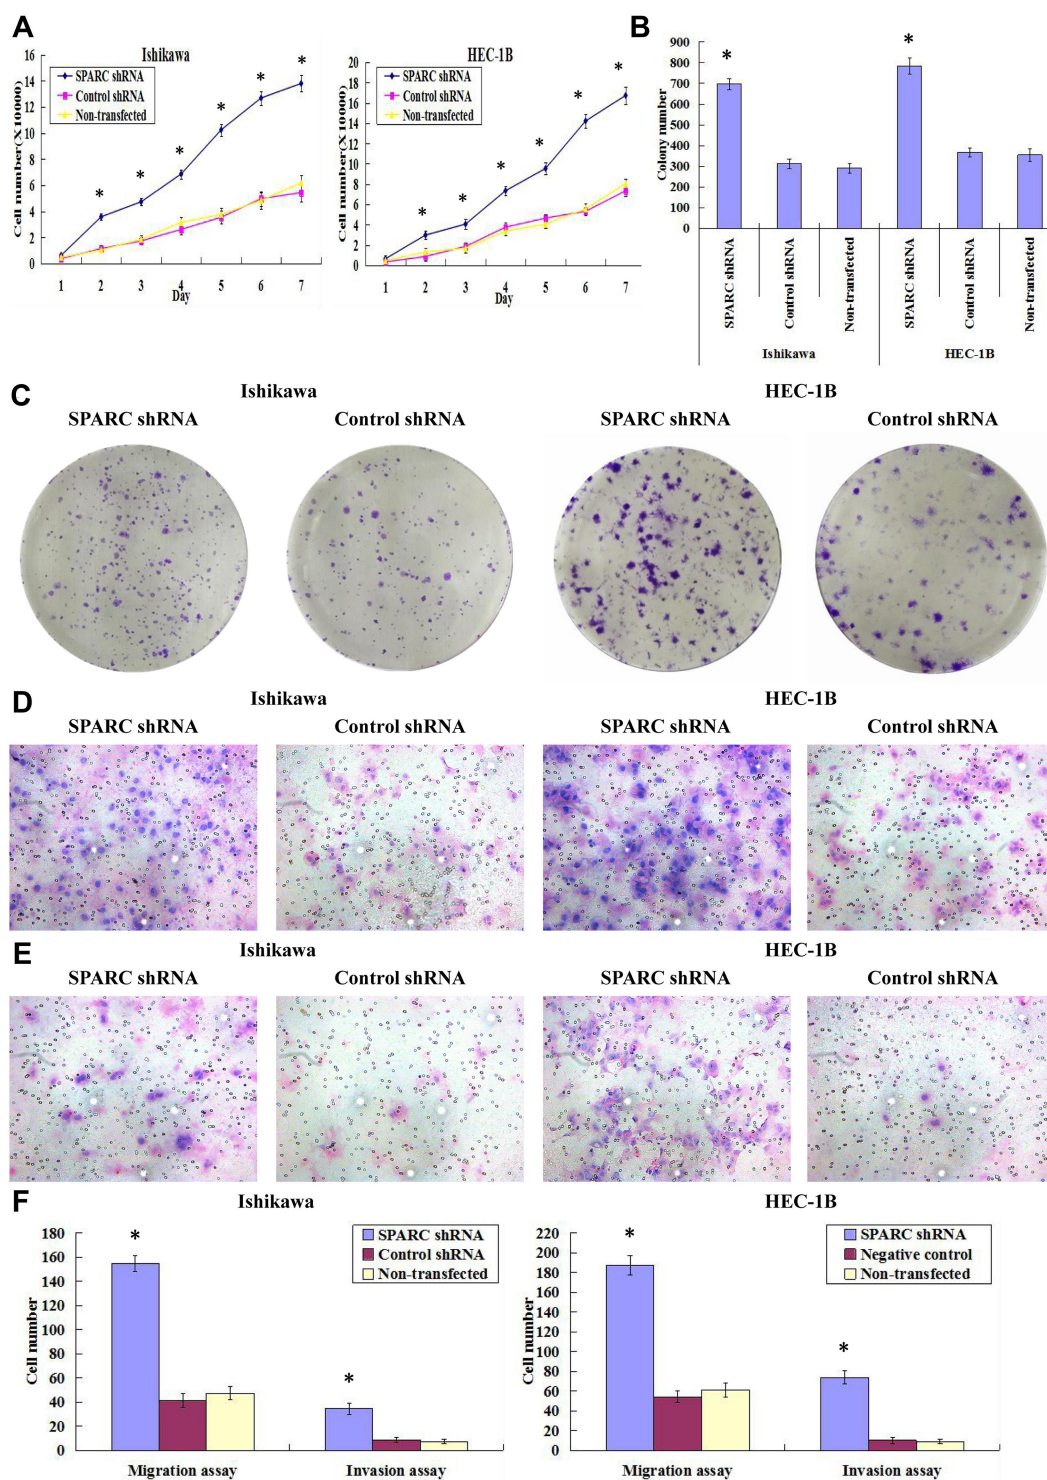 A
Ishikawa
Cell number(X10000)
16
14
12
10
8
6
4
2
0
SPARC shRNA
Control shRNA
Non-transfected
* * * * * *
1 2 3 4 5 6 7
Day
HEC-1B
Cell number(X10000)
20
18
16
14
12
10
8
6
4
2
0
SPARC shRNA
Control shRNA
Non-transfected
* * * * * *
1 2 3 4 5 6 7
Day
B
Colony number
900
800
700
600
500
400
300
200
100
0
* *
SPARC shRNA
Control shRNA
Non-transfected
SPARC shRNA
Control shRNA
Non-transfected
Ishikawa HEC-1B
C
Ishikawa HEC-1B
SPARC shRNA Control shRNA SPARC shRNA Control shRNA
D
Ishikawa HEC-1B
SPARC shRNA Control shRNA SPARC shRNA Control shRNA
E
Ishikawa HEC-1B
SPARC shRNA Control shRNA SPARC shRNA Control shRNA
F
Ishikawa
Cell number
180
160
140
120
100
80
60
40
20
0
* *
SPARC shRNA
Control shRNA
Non-transfected
Migration assay Invasion assay
HEC-1B
Cell number
220
200
180
160
140
120
100
80
60
40
20
0
* *
SPARC shRNA
Negative control
Non-transfected
Migration assay Invasion assay